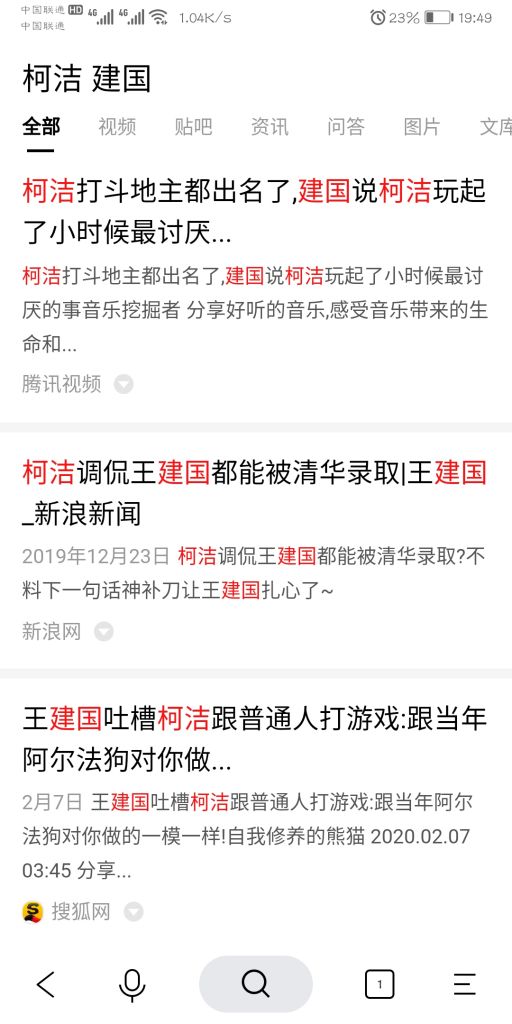 中国联通 HD 4G 4G 1.04K/s 23% 19:49
中国联通
柯洁 建国
全部 视频 贴吧 资讯 问答 图片 文库
柯洁打斗地主都出名了,建国说柯洁玩起
了小时候最讨厌...
柯洁打斗地主都出名了,建国说柯洁玩起了小时候最讨
厌的事音乐挖掘者 分享好听的音乐,感受音乐带来的生
命和...
腾讯视频
柯洁调侃王建国都能被清华录取|王建国
_新浪新闻
2019年12月23日 柯洁调侃王建国都能被清华录取?不
料下一句话神补刀让王建国扎心了~
新浪网
王建国吐槽柯洁跟普通人打游戏:跟当年
阿尔法狗对你做...
2月7日 王建国吐槽柯洁跟普通人打游戏:跟当年阿尔
法狗对你做的一模一样!自我修养的熊猫 2020.02.07
03:45 分享...
搜狐网
1